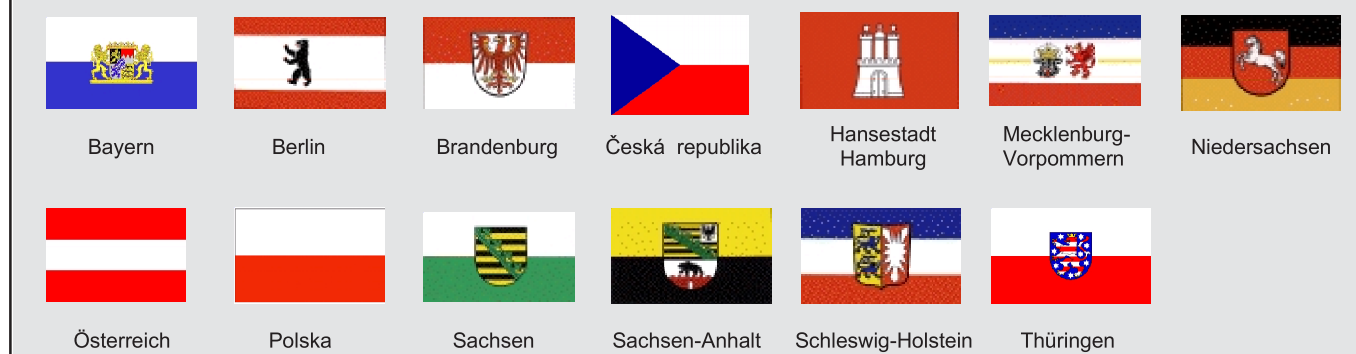 Bayern
Berlin
Brandenburg
Česká republika
Hansestadt
Hamburg
Mecklenburg-
Vorpommern
Niedersachsen
Österreich
Polska
Sachsen
Sachsen-Anhalt
Schleswig-Holstein
Thüringen